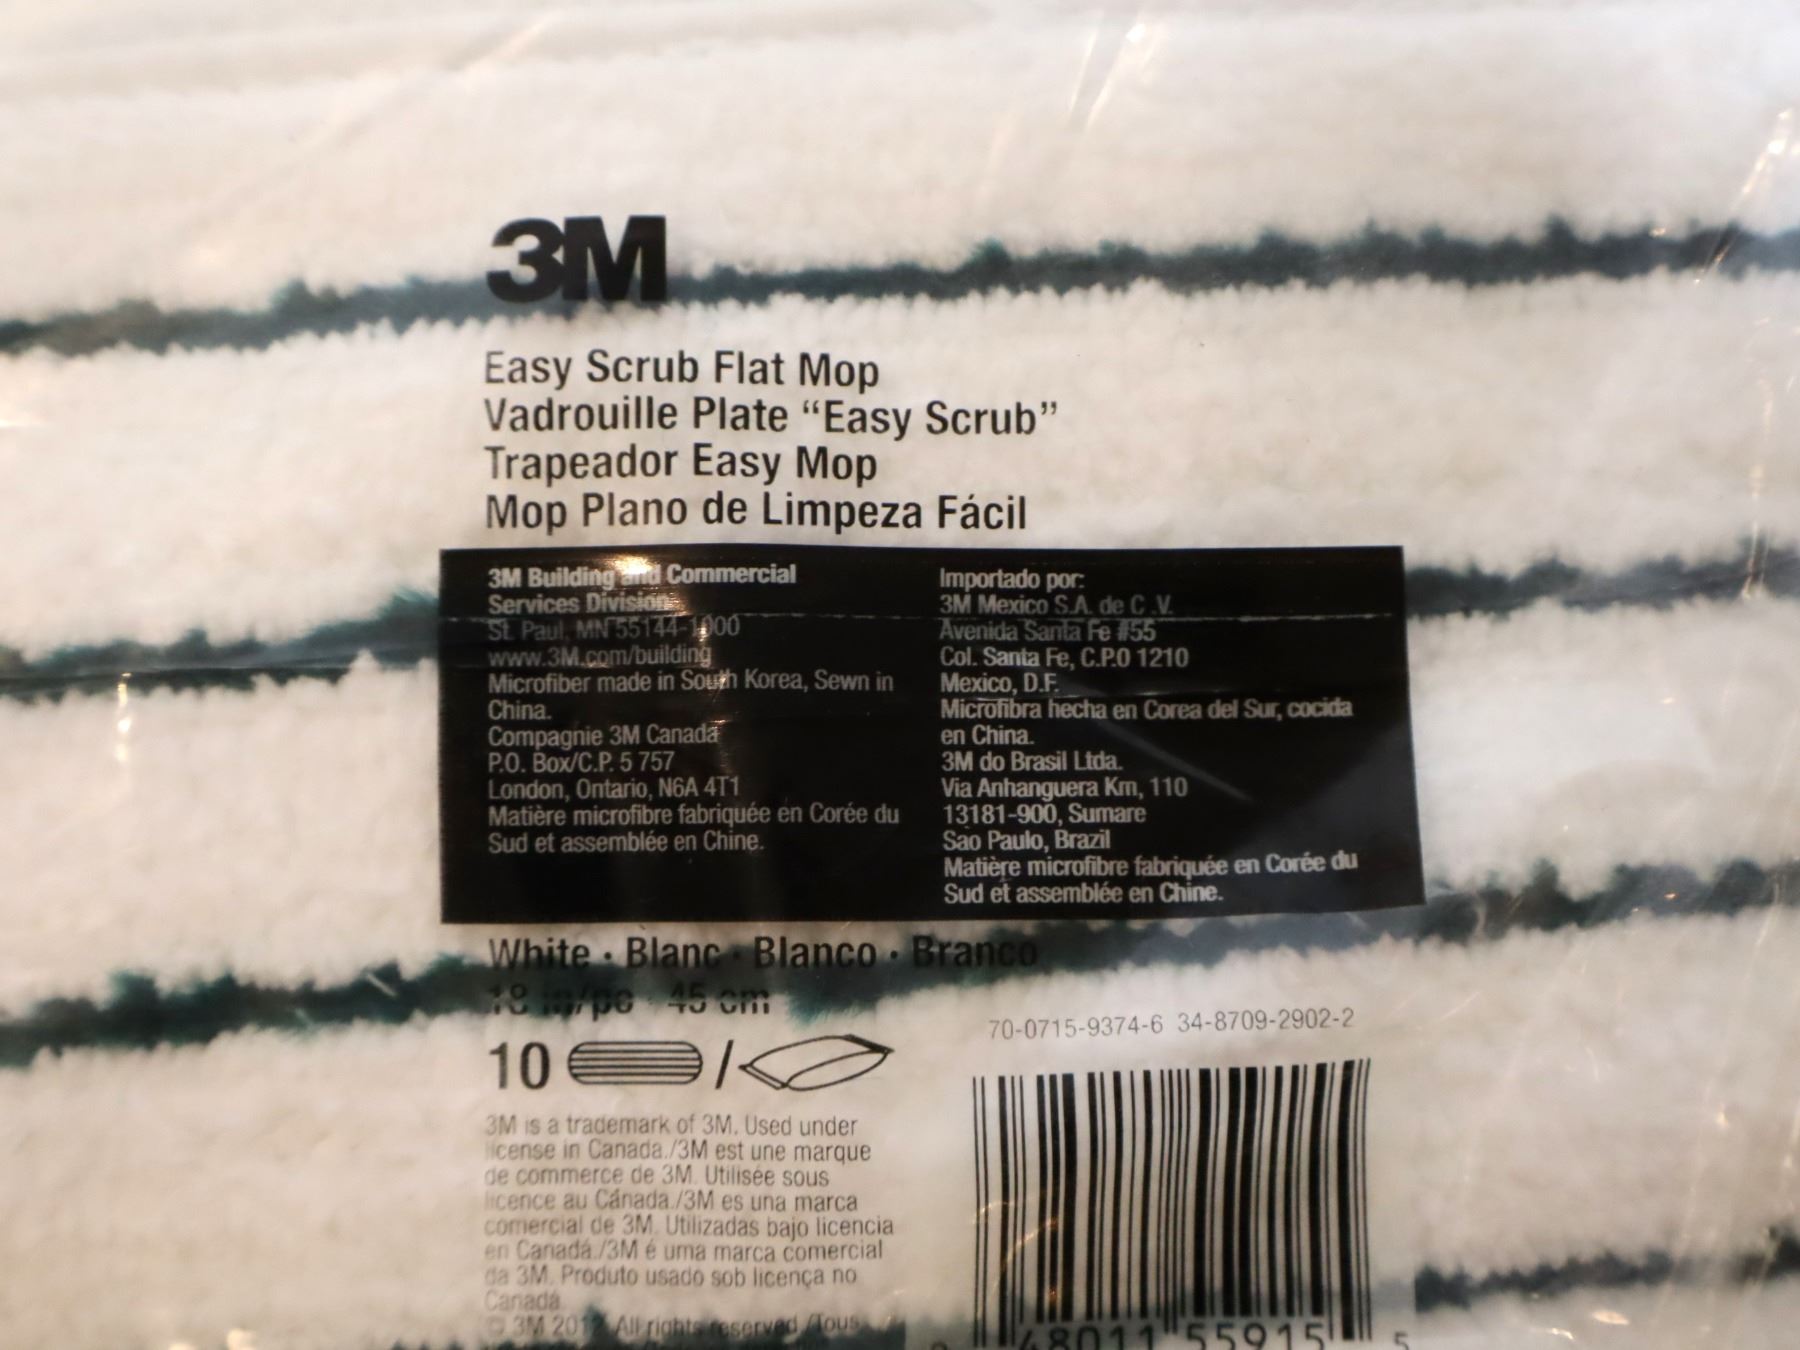 3M
Easy Scrub Flat Mop
Vadrouille Plate “Easy Scrub”
Trapeador Easy Mop
Mop Plano de Limpeza Fácil
3M Building and Commercial
Services Division
St. Paul, MN 55144-1000
www.3M.com/building
Microfiber made in South Korea, Sewn in
China.
Compagnie 3M Canada
P.O. Box/C.P. 5 757
London, Ontario, N6A 4T1
Matière microfibre fabriquée en Corée du
Sud et assemblée en Chine.
Importado por:
3M Mexico S.A. de C .V.
Avenida Santa Fe #55
Col. Santa Fe, C.P.0 1210
Mexico, D.F.
Microfibra hecha en Corea del Sur, cocida
en China.
3M do Brasil Ltda.
Via Anhanguera Km, 110
13181-900, Sumare
Sao Paulo, Brazil
Matière microfibre fabriquée en Corée du
Sud et assemblée en Chine.
White · Blanc · Blanco · Branco
18 in/po 45 cm
10 /
70-0715-9374-6 34-8709-2902-2
3M is a trademark of 3M. Used under
license in Canada./3M est une marque
de commerce de 3M. Utilisée sous
licence au Cánada./3M es una marca
comercial de 3M. Utilizadas bajo licencia
en Canadá./3M é uma marca comercial
da 3M. Produto usado sob licença no
Canadá.
© 3M All rights reserved./Tous
48011 55915 5